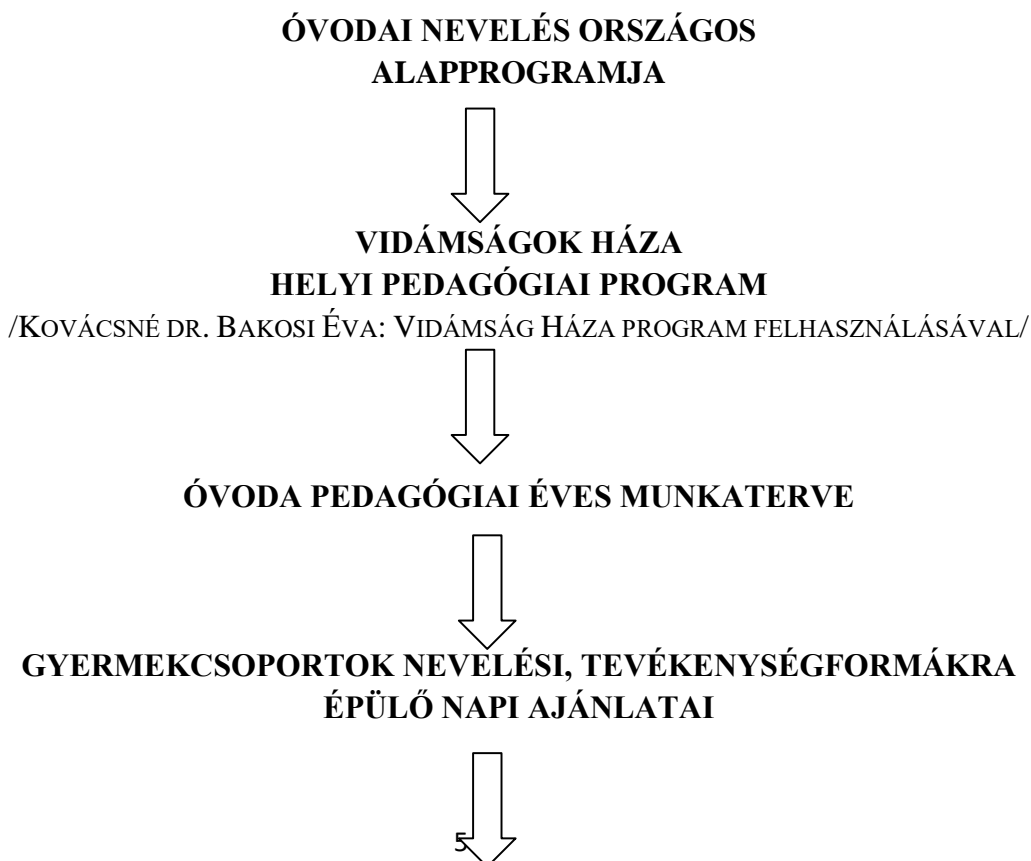 ÓVODAI NEVELÉS ORSZÁGOS
ALAPPROGRAMJA
VIDÁMSÁGOK HÁZA
HELYI PEDAGÓGIAI PROGRAM
/KOVÁCSNÉ DR. BAKOSI ÉVA: VIDÁMSÁG HÁZA PROGRAM FELHASZNÁLÁSÁVAL/
ÓVODA PEDAGÓGIAI ÉVES MUNKATERVE
GYERMEKCSOPORTOK NEVELÉSI, TEVÉKENYSÉGFORMÁKRA
ÉPÜLŐ NAPI AJÁNLATAI
5